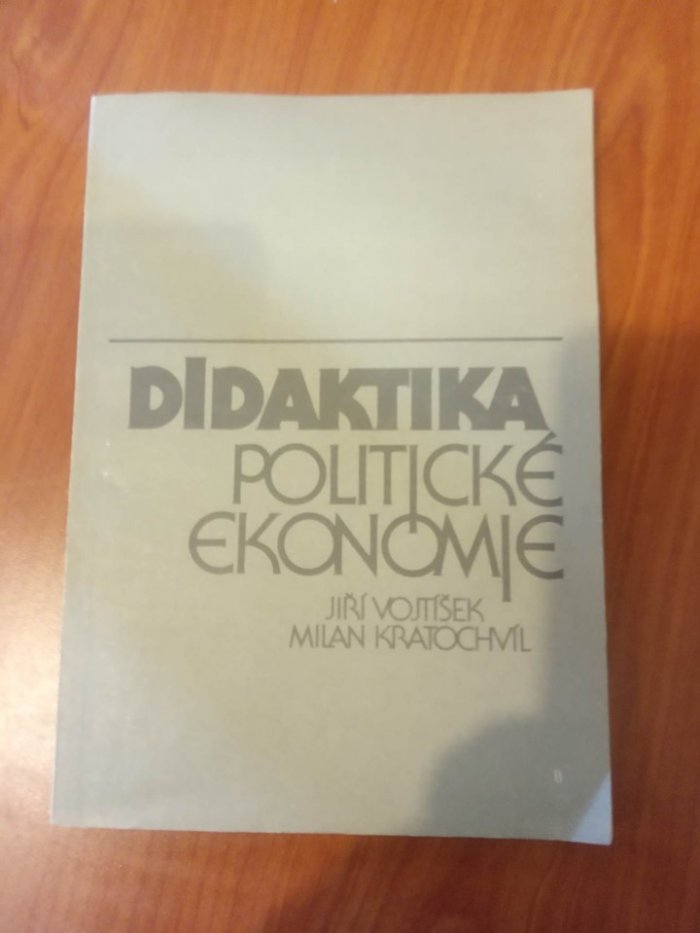 DIDAKTIKA
POLITICKÉ
EKONOMIE
JIŘÍ VOJTÍŠEK
MILAN KRATOCHVÍL